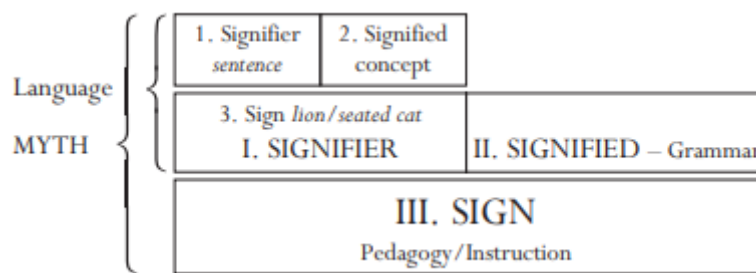 1. Signifier
sentence
2. Signified
concept
Language
MYTH
3. Sign lion/seated cat
I. SIGNIFIER
II. SIGNIFIED – Grammar
III. SIGN
Pedagogy/Instruction